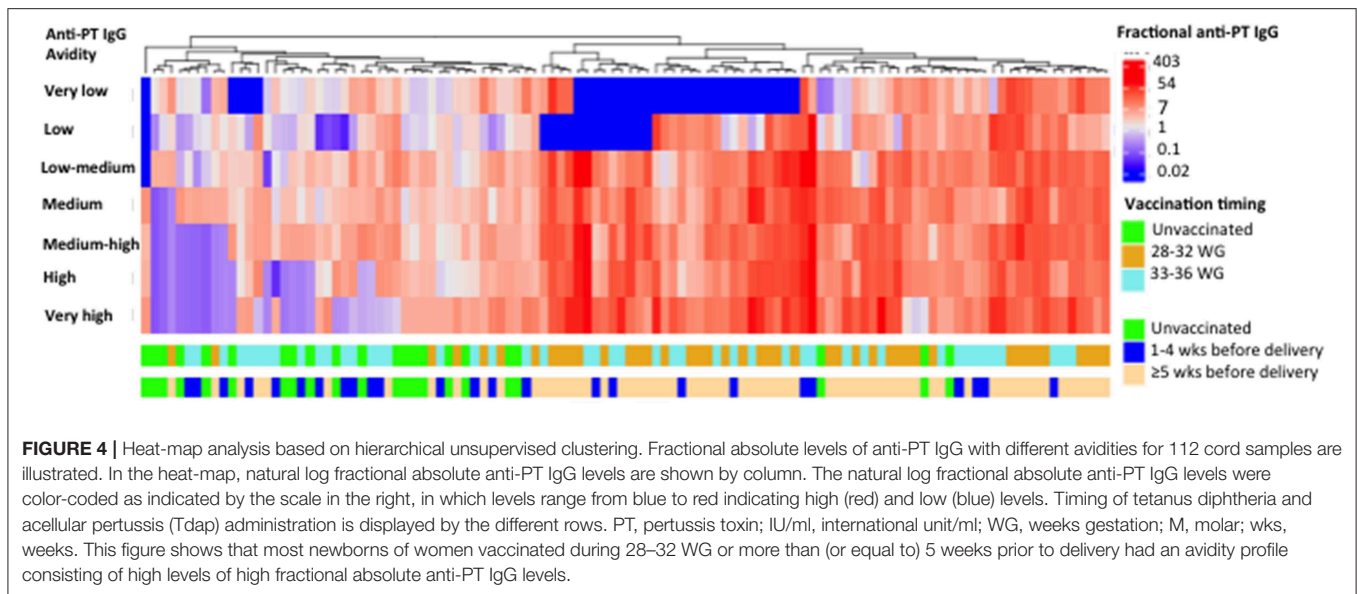 Anti-PT IgG
Avidity
Very low
Low
Low-medium
Medium
Medium-high
High
Very high
Fractional anti-PT IgG
403
54
7
1
0.1
0.02
Vaccination timing
Unvaccinated
28-32 WG
33-36 WG
Unvaccinated
1-4 wks before delivery
≥5 wks before delivery
FIGURE 4 | Heat-map analysis based on hierarchical unsupervised clustering. Fractional absolute levels of anti-PT IgG with different avidities for 112 cord samples are
illustrated. In the heat-map, natural log fractional absolute anti-PT IgG levels are shown by column. The natural log fractional absolute anti-PT IgG levels were
color-coded as indicated by the scale in the right, in which levels range from blue to red indicating high (red) and low (blue) levels. Timing of tetanus diphtheria and
acellular pertussis (Tdap) administration is displayed by the different rows. PT, pertussis toxin; IU/ml, international unit/ml; WG, weeks gestation; M, molar; wks,
weeks. This figure shows that most newborns of women vaccinated during 28–32 WG or more than (or equal to) 5 weeks prior to delivery had an avidity profile
consisting of high levels of high fractional absolute anti-PT IgG levels.